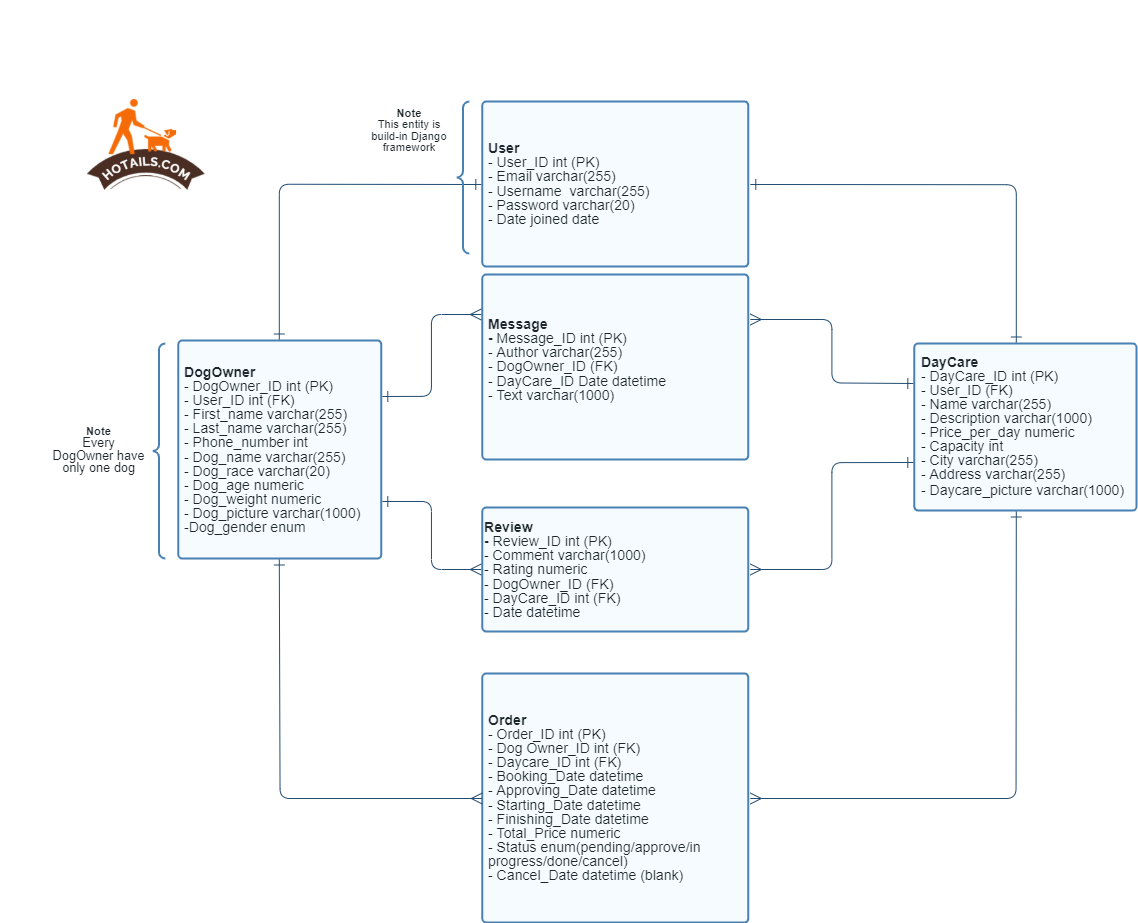 HOTAILS.COM
Note
This entity is
build-in Django
framework
User
- User_ID int (PK)
- Email varchar(255)
- Username  varchar(255)
- Password varchar(20)
- Date joined date
Message
- Message_ID int (PK)
- Author varchar(255)
- DogOwner_ID (FK)
- DayCare_ID Date datetime
- Text varchar(1000)
Note
Every
DogOwner have
only one dog
DogOwner
- DogOwner_ID int (PK)
- User_ID int (FK)
- First_name varchar(255)
- Last_name varchar(255)
- Phone_number int
- Dog_name varchar(255)
- Dog_race varchar(20)
- Dog_age numeric
- Dog_weight numeric
- Dog_picture varchar(1000)
-Dog_gender enum
DayCare
- DayCare_ID int (PK)
- User_ID (FK)
- Name varchar(255)
- Description varchar(1000)
- Price_per_day numeric
- Capacity int
- City varchar(255)
- Address varchar(255)
- Daycare_picture varchar(1000)
Review
- Review_ID int (PK)
- Comment varchar(1000)
- Rating numeric
- DogOwner_ID (FK)
- DayCare_ID int (FK)
- Date datetime
Order
- Order_ID int (PK)
- Dog Owner_ID int (FK)
- Daycare_ID int (FK)
- Booking_Date datetime
- Approving_Date datetime
- Starting_Date datetime
- Finishing_Date datetime
- Total_Price numeric
- Status enum(pending/approve/in
progress/done/cancel)
- Cancel_Date datetime (blank)